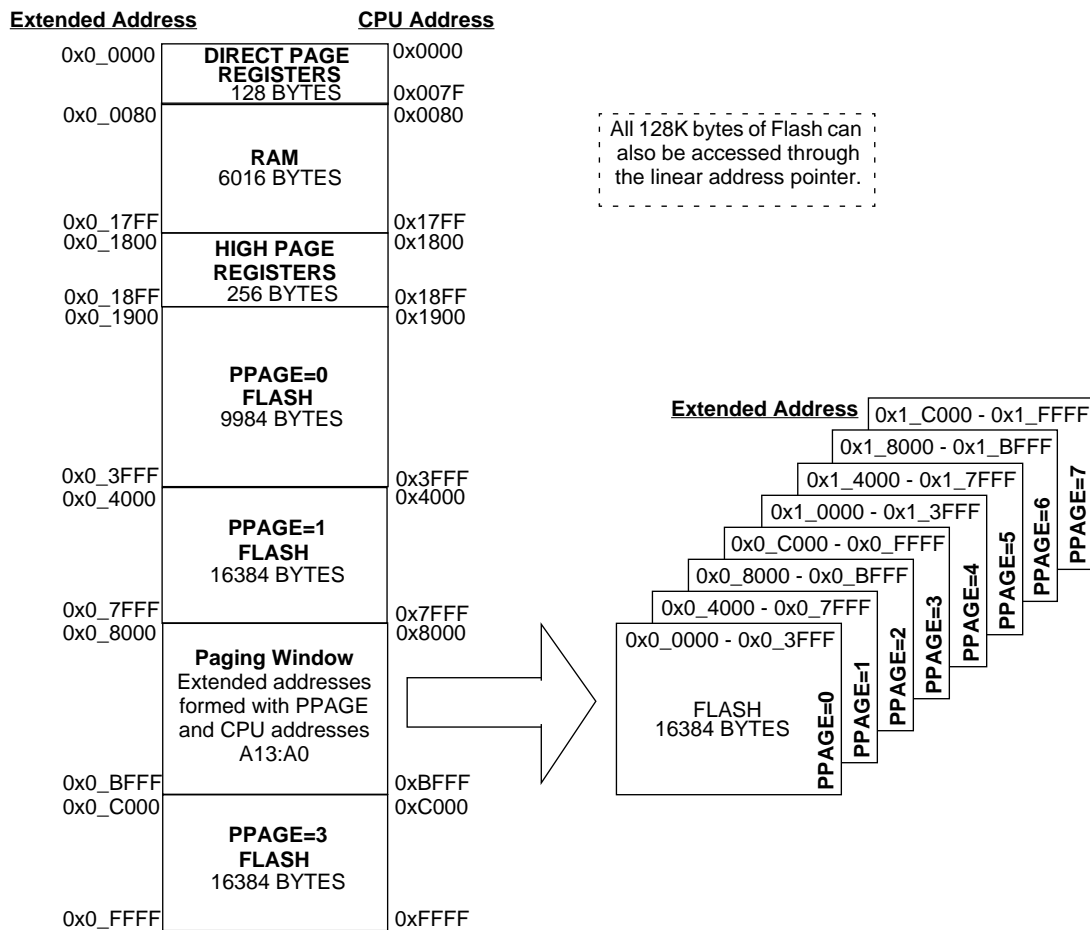 Extended Address
CPU Address
0x0_0000
DIRECT PAGE
REGISTERS
128 BYTES
0x0000
0x007F
0x0_0080
0x0080
RAM
6016 BYTES
0x0_17FF
0x17FF
0x0_1800
0x1800
HIGH PAGE
REGISTERS
256 BYTES
0x0_18FF
0x18FF
0x0_1900
0x1900
PPAGE=0
FLASH
9984 BYTES
0x0_3FFF
0x3FFF
0x0_4000
0x4000
PPAGE=1
FLASH
16384 BYTES
0x0_7FFF
0x7FFF
0x0_8000
0x8000
Paging Window
Extended addresses
formed with PPAGE
and CPU addresses
A13:A0
0x0_BFFF
0xBFFF
0x0_C000
0xC000
PPAGE=3
FLASH
16384 BYTES
0x0_FFFF
0xFFFF
All 128K bytes of Flash can
also be accessed through
the linear address pointer.
Extended Address
0x1_C000 - 0x1_FFFF
0x1_8000 - 0x1_BFFF
0x1_4000 - 0x1_7FFF
0x1_0000 - 0x1_3FFF
0x0_C000 - 0x0_FFFF
0x0_8000 - 0x0_BFFF
0x0_4000 - 0x0_7FFF
0x0_0000 - 0x0_3FFF
FLASH
16384 BYTES
PPAGE=0
PPAGE=1
PPAGE=2
PPAGE=3
PPAGE=4
PPAGE=5
PPAGE=6
PPAGE=7